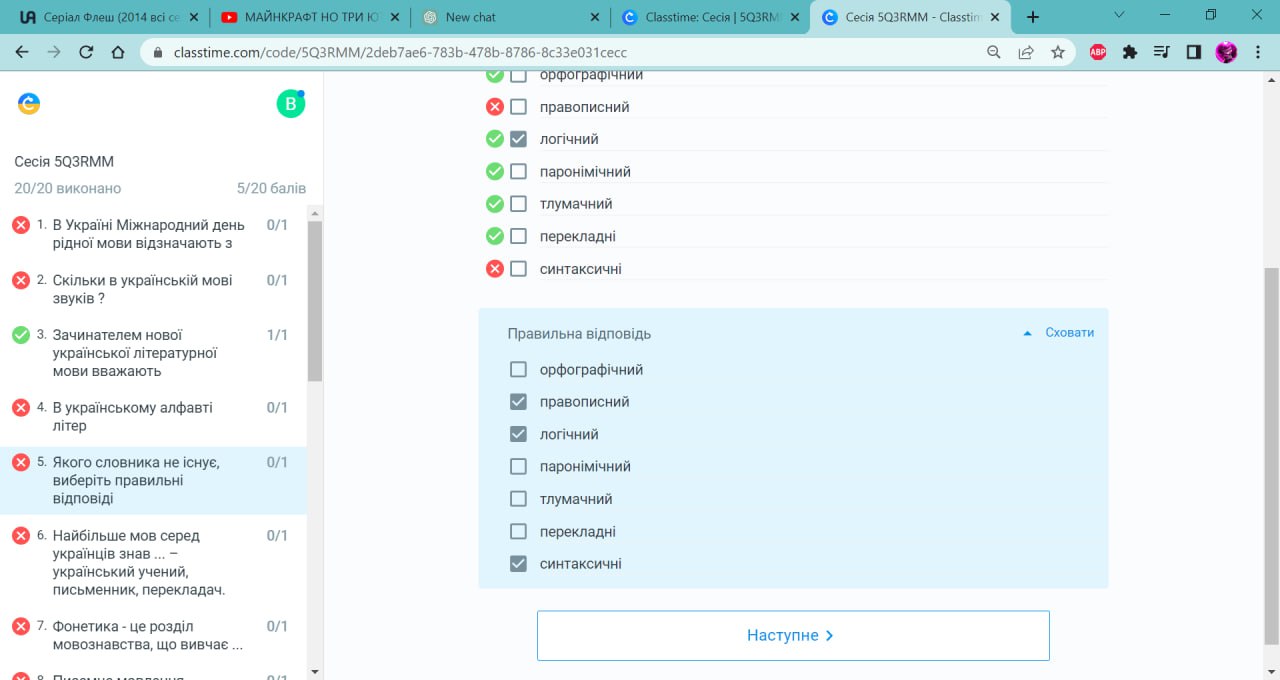 Серіал Флеш (2014 всі се
МАЙНКРАФТ НО ТРИ Ю
New chat
Classtime: Сесія | 5Q3RM
Сесія 5Q3RMM - Classtim
classtime.com/code/5Q3RMM/2deb7ae6-783b-478b-8786-8c33e031cecc
ABP
B
Сесія 5Q3RMM
20/20 виконано
5/20 балів
1. В Україні Міжнародний день
рідної мови відзначають з
0/1
2. Скільки в українській мові
звуків ?
0/1
3. Зачинателем нової
української літературної
мови вважають
1/1
4. В українському алфавті
літер
0/1
5. Якого словника не існує,
виберіть правильні
відповіді
0/1
6. Найбільше мов серед
українців знав ... –
український учений,
письменник, перекладач.
0/1
7. Фонетика - це розділ
мовознавства, що вивчає ...
0/1
8. Писемне мовлення
0/1
орфографічний
правописний
логічний
паронімічний
тлумачний
перекладні
синтаксичні
Правильна відповідь
Сховати
орфографічний
правописний
логічний
паронімічний
тлумачний
перекладні
синтаксичні
Наступне